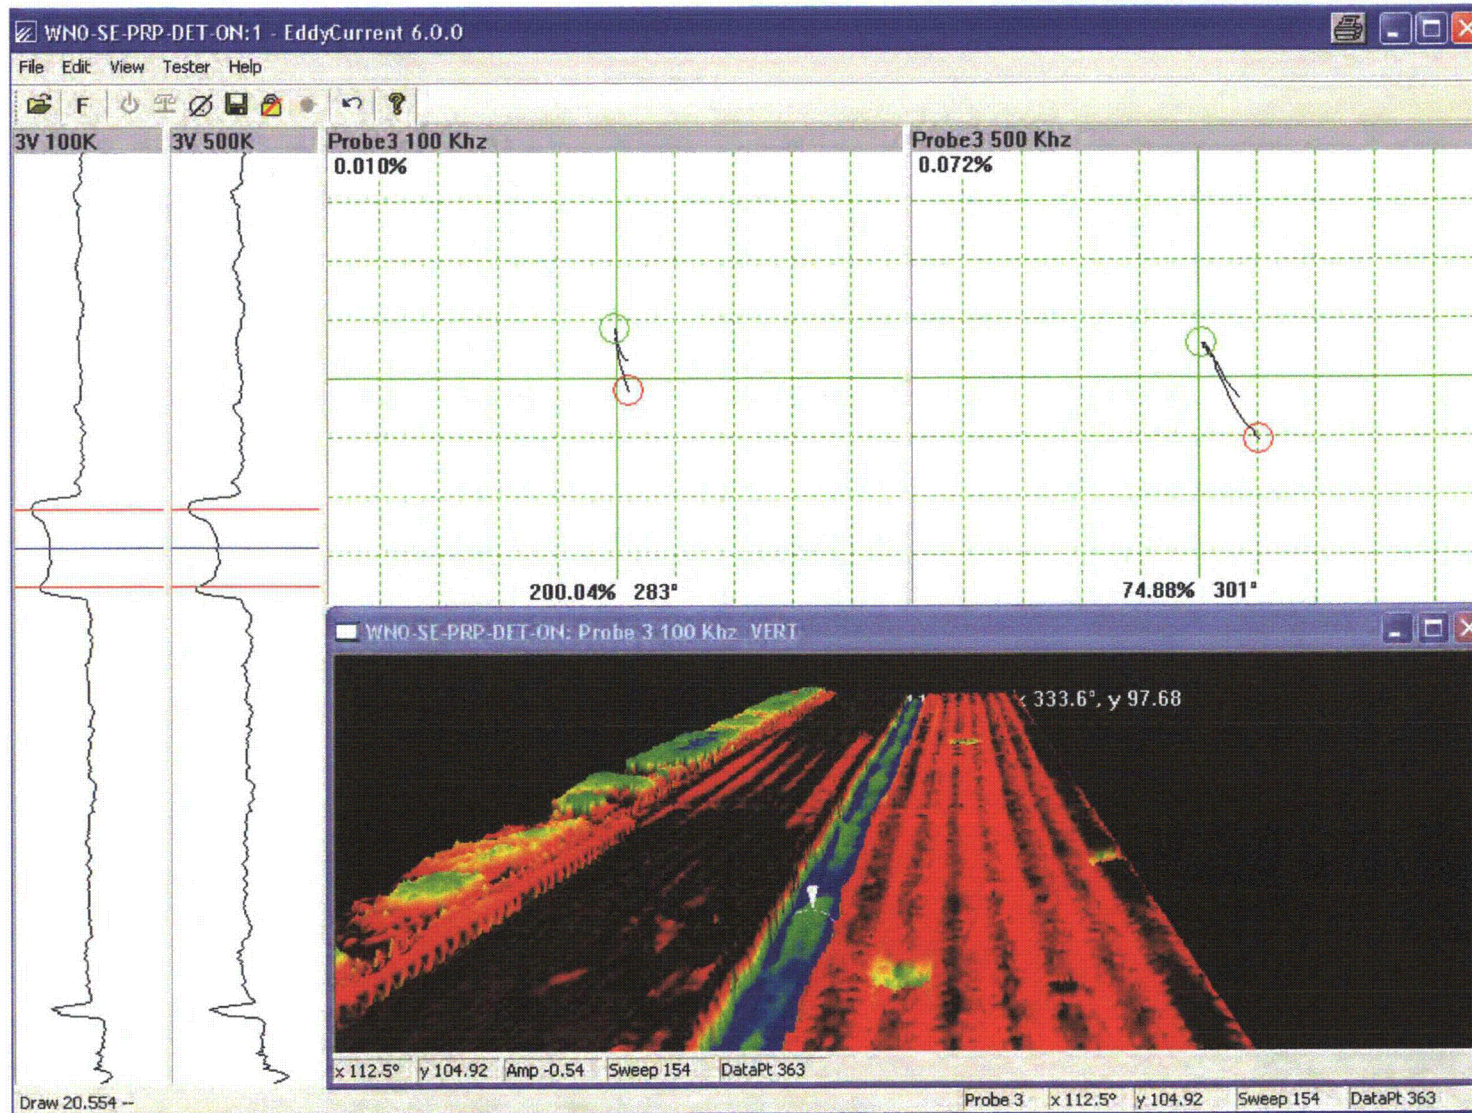 WN0-SE-PRP-DET-ON:1 - EddyCurrent 6.0.0
File Edit View Tester Help
F
3V 100K
3V 500K
Probe3 100 Khz
0.010%
Probe3 500 Khz
0.072%
200.04% 283°
74.88% 301°
WN0-SE-PRP-DET-ON: Probe 3 100 Khz VERT
x 333.6°, y 97.68
x 112.5° y 104.92 Amp -0.54 Sweep 154 DataPt 363
Draw 20.554 --
Probe 3 x 112.5° y 104.92 Sweep 154 DataPt 363